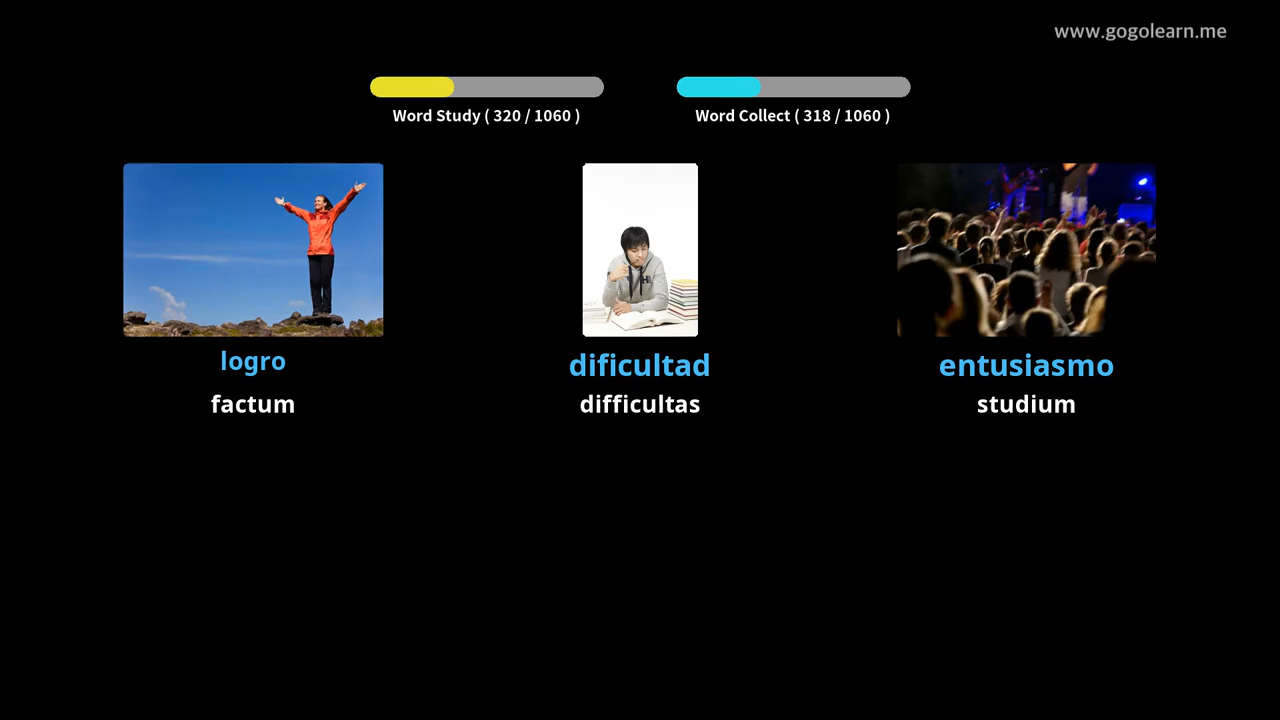 www.gogolearn.me
Word Study ( 320 / 1060 )
Word Collect ( 318 / 1060 )
logro
dificultad
entusiasmo
factum
difficultas
studium